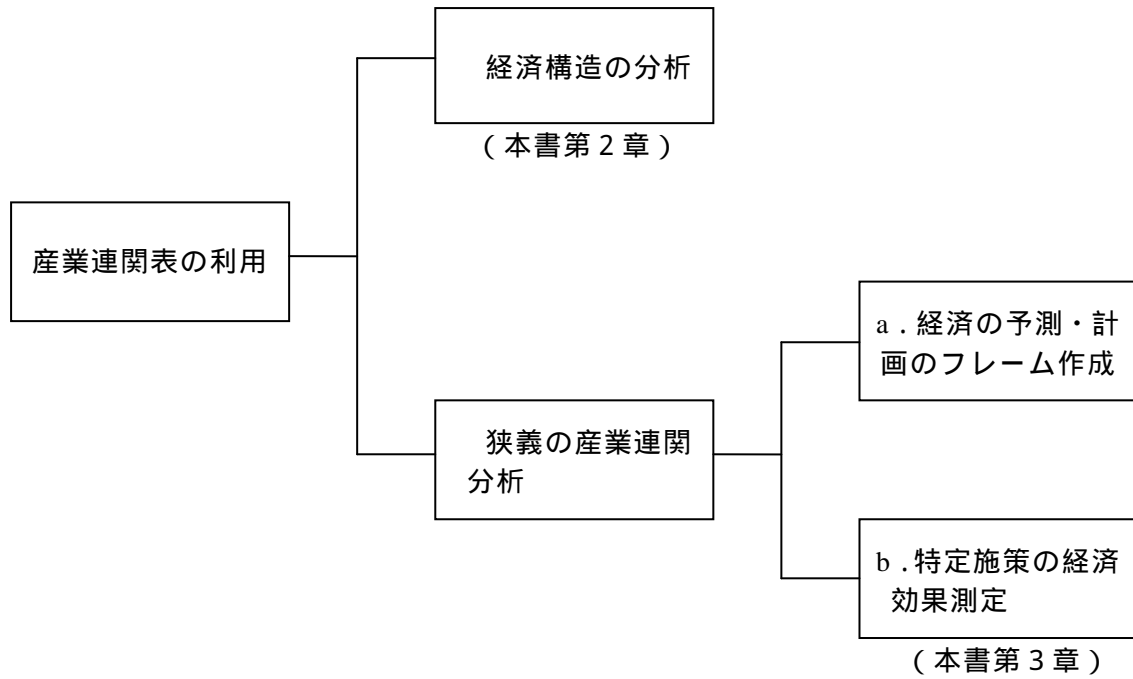 経済構造の分析
(本書第2章)
産業連関表の利用
狭義の産業連関
分析
a.経済の予測・計
画のフレーム作成
b.特定施策の経済
効果測定
(本書第3章)